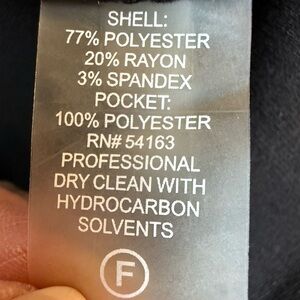 SHELL:
77% POLYESTER
20% RAYON
3% SPANDEX
POCKET:
100% POLYESTER
RN# 54163
PROFESSIONAL
DRY CLEAN WITH
HYDROCARBON
SOLVENTS
F